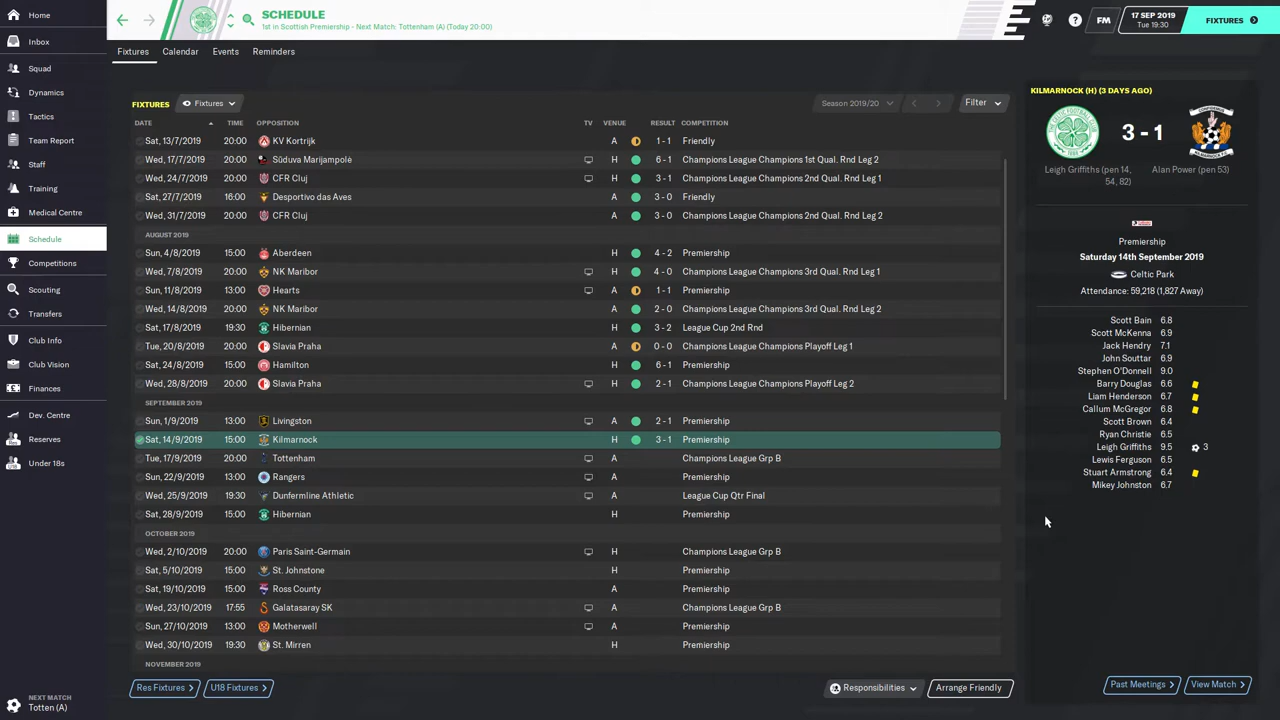 Home
SCHEDULE
1st in Scottish Premiership - Next Match: Tottenham (A) (Today 20:00)
? FM 17 SEP 2019 FIXTURES
Tue 19:30
Inbox
Fixtures Calendar Events Reminders
Squad
Dynamics
Tactics
Team Report
Staff
Training
Medical Centre
Schedule
Competitions
Scouting
Transfers
Club Info
Club Vision
Finances
Dev. Centre
Reserves
Under 18s
NEXT MATCH
Totten (A)
FIXTURES Fixtures Season 2019/20 Filter
DATE TIME OPPOSITION TV VENUE RESULT COMPETITION
Sat, 13/7/2019 20:00 KV Kortrijk A 1 - 1 Friendly
Wed, 17/7/2019 20:00 Sūduva Marijampolė H 6 - 1 Champions League Champions 1st Qual. Rnd Leg 2
Wed, 24/7/2019 20:00 CFR Cluj H 3 - 1 Champions League Champions 2nd Qual. Rnd Leg 1
Sat, 27/7/2019 16:00 Desportivo das Aves A 3 - 0 Friendly
Wed, 31/7/2019 20:00 CFR Cluj A 3 - 0 Champions League Champions 2nd Qual. Rnd Leg 2
AUGUST 2019
Sun, 4/8/2019 15:00 Aberdeen H 4 - 2 Premiership
Wed, 7/8/2019 20:00 NK Maribor H 4 - 0 Champions League Champions 3rd Qual. Rnd Leg 1
Sun, 11/8/2019 13:00 Hearts A 1 - 1 Premiership
Wed, 14/8/2019 20:00 NK Maribor A 2 - 0 Champions League Champions 3rd Qual. Rnd Leg 2
Sat, 17/8/2019 19:30 Hibernian H 3 - 2 League Cup 2nd Rnd
Tue, 20/8/2019 20:00 Slavia Praha A 0 - 0 Champions League Champions Playoff Leg 1
Sat, 24/8/2019 15:00 Hamilton H 6 - 1 Premiership
Wed, 28/8/2019 20:00 Slavia Praha H 2 - 1 Champions League Champions Playoff Leg 2
SEPTEMBER 2019
Sun, 1/9/2019 13:00 Livingston A 2 - 1 Premiership
Sat, 14/9/2019 15:00 Kilmarnock H 3 - 1 Premiership
Tue, 17/9/2019 20:00 Tottenham A Champions League Grp B
Sun, 22/9/2019 13:00 Rangers A Premiership
Wed, 25/9/2019 19:30 Dunfermline Athletic A League Cup Qtr Final
Sat, 28/9/2019 15:00 Hibernian H Premiership
OCTOBER 2019
Wed, 2/10/2019 20:00 Paris Saint-Germain H Champions League Grp B
Sat, 5/10/2019 15:00 St. Johnstone H Premiership
Sat, 19/10/2019 15:00 Ross County A Premiership
Wed, 23/10/2019 17:55 Galatasaray SK A Champions League Grp B
Sun, 27/10/2019 13:00 Motherwell A Premiership
Wed, 30/10/2019 19:30 St. Mirren H Premiership
NOVEMBER 2019
Res Fixtures U18 Fixtures Responsibilities Arrange Friendly
KILMARNOCK (H) (3 DAYS AGO)
3 - 1
Leigh Griffiths (pen 14, Alan Power (pen 53)
54, 82)
Premiership
Saturday 14th September 2019
Celtic Park
Attendance: 59,218 (1,827 Away)
Scott Bain 6.8
Scott McKenna 6.9
Jack Hendry 7.1
John Souttar 6.9
Stephen O'Donnell 9.0
Barry Douglas 6.6
Liam Henderson 6.7
Callum McGregor 6.8
Scott Brown 6.4
Ryan Christie 6.5
Leigh Griffiths 9.5 3
Lewis Ferguson 6.5
Stuart Armstrong 6.4
Mikey Johnston 6.7
Past Meetings View Match